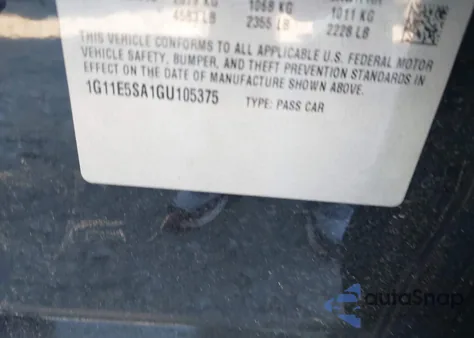 4583 LB 2355 LB 2228 LB
1068 KG 1011 KG
THIS VEHICLE CONFORMS TO ALL APPLICABLE U.S. FEDERAL MOTOR
VEHICLE SAFETY, BUMPER, AND THEFT PREVENTION STANDARDS IN
EFFECT ON THE DATE OF MANUFACTURE SHOWN ABOVE.
1G11E5SA1GU105375 TYPE: PASS CAR
autoSnap